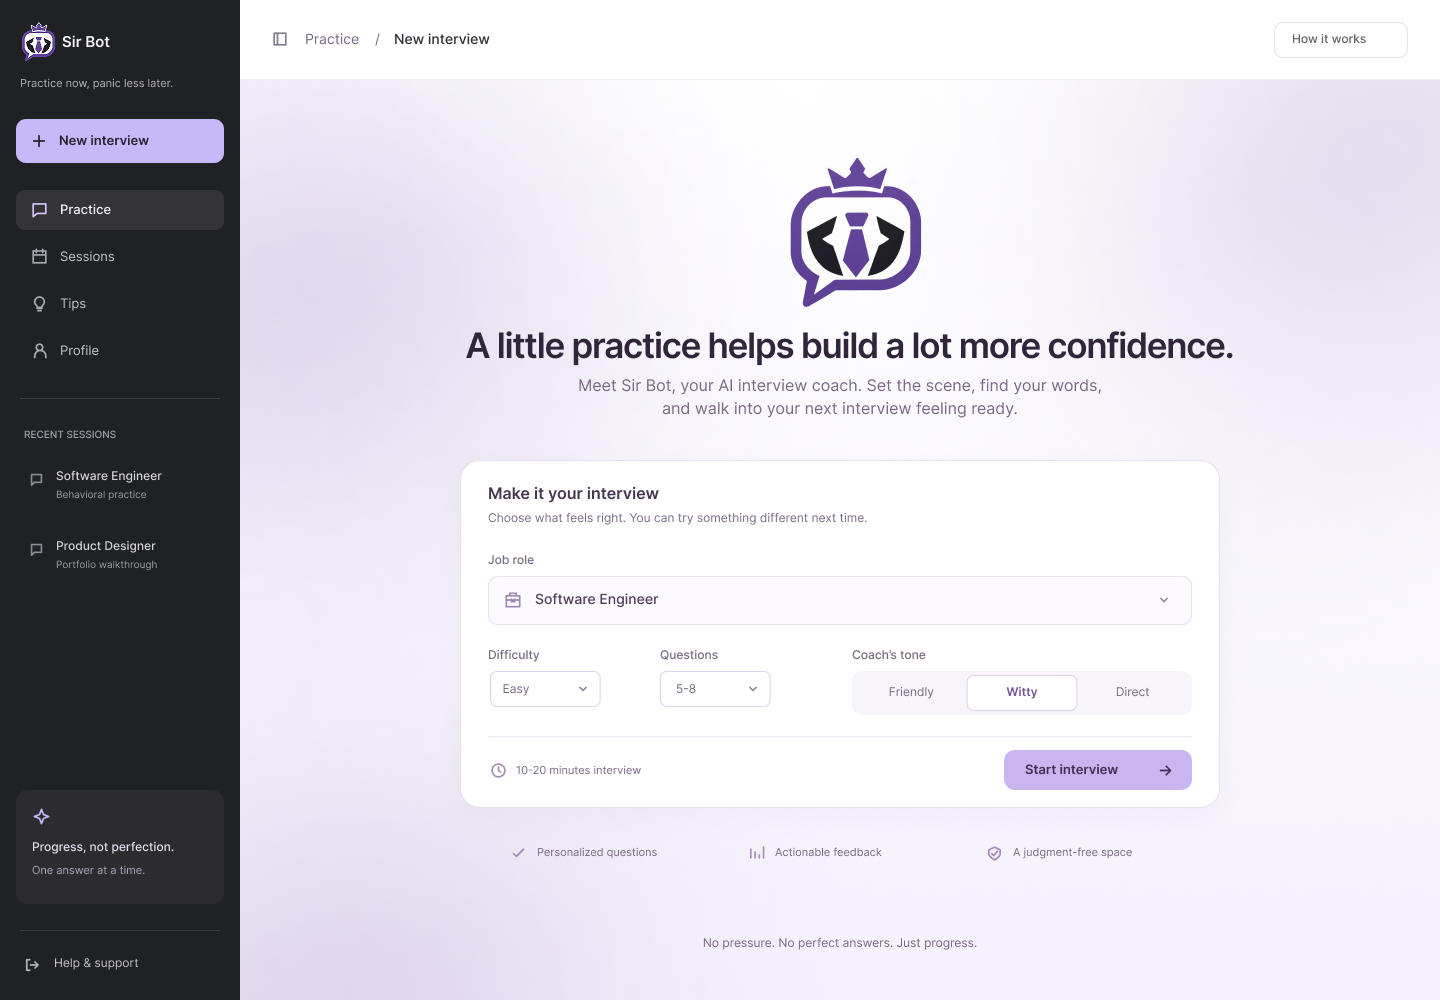 Sir Bot
Practice now, panic less later.
New interview
Practice
Sessions
Tips
Profile
RECENT SESSIONS
Software Engineer
Behavioral practice
Product Designer
Portfolio walkthrough
Progress, not perfection.
One answer at a time.
Help & support
Practice / New interview
How it works
A little practice helps build a lot more confidence.
Meet Sir Bot, your AI interview coach. Set the scene, find your words,
and walk into your next interview feeling ready.
Make it your interview
Choose what feels right. You can try something different next time.
Job role
Software Engineer
Difficulty Questions Coach’s tone
Easy 5-8 Friendly Witty Direct
10-20 minutes interview Start interview
Personalized questions Actionable feedback A judgment-free space
No pressure. No perfect answers. Just progress.